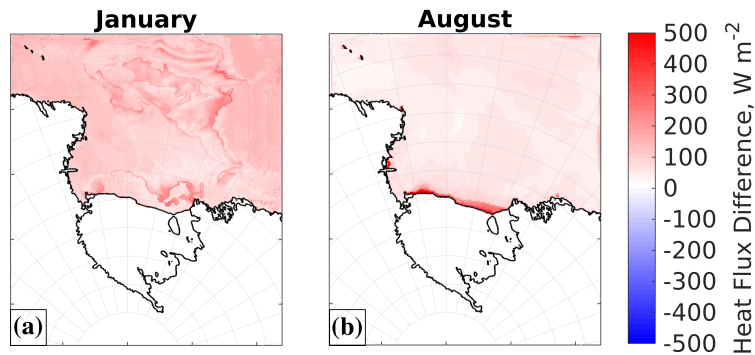 January
August
(a)
(b)
500
400
300
200
100
0
-100
-200
-300
-400
-500
Heat Flux Difference, W m⁻²